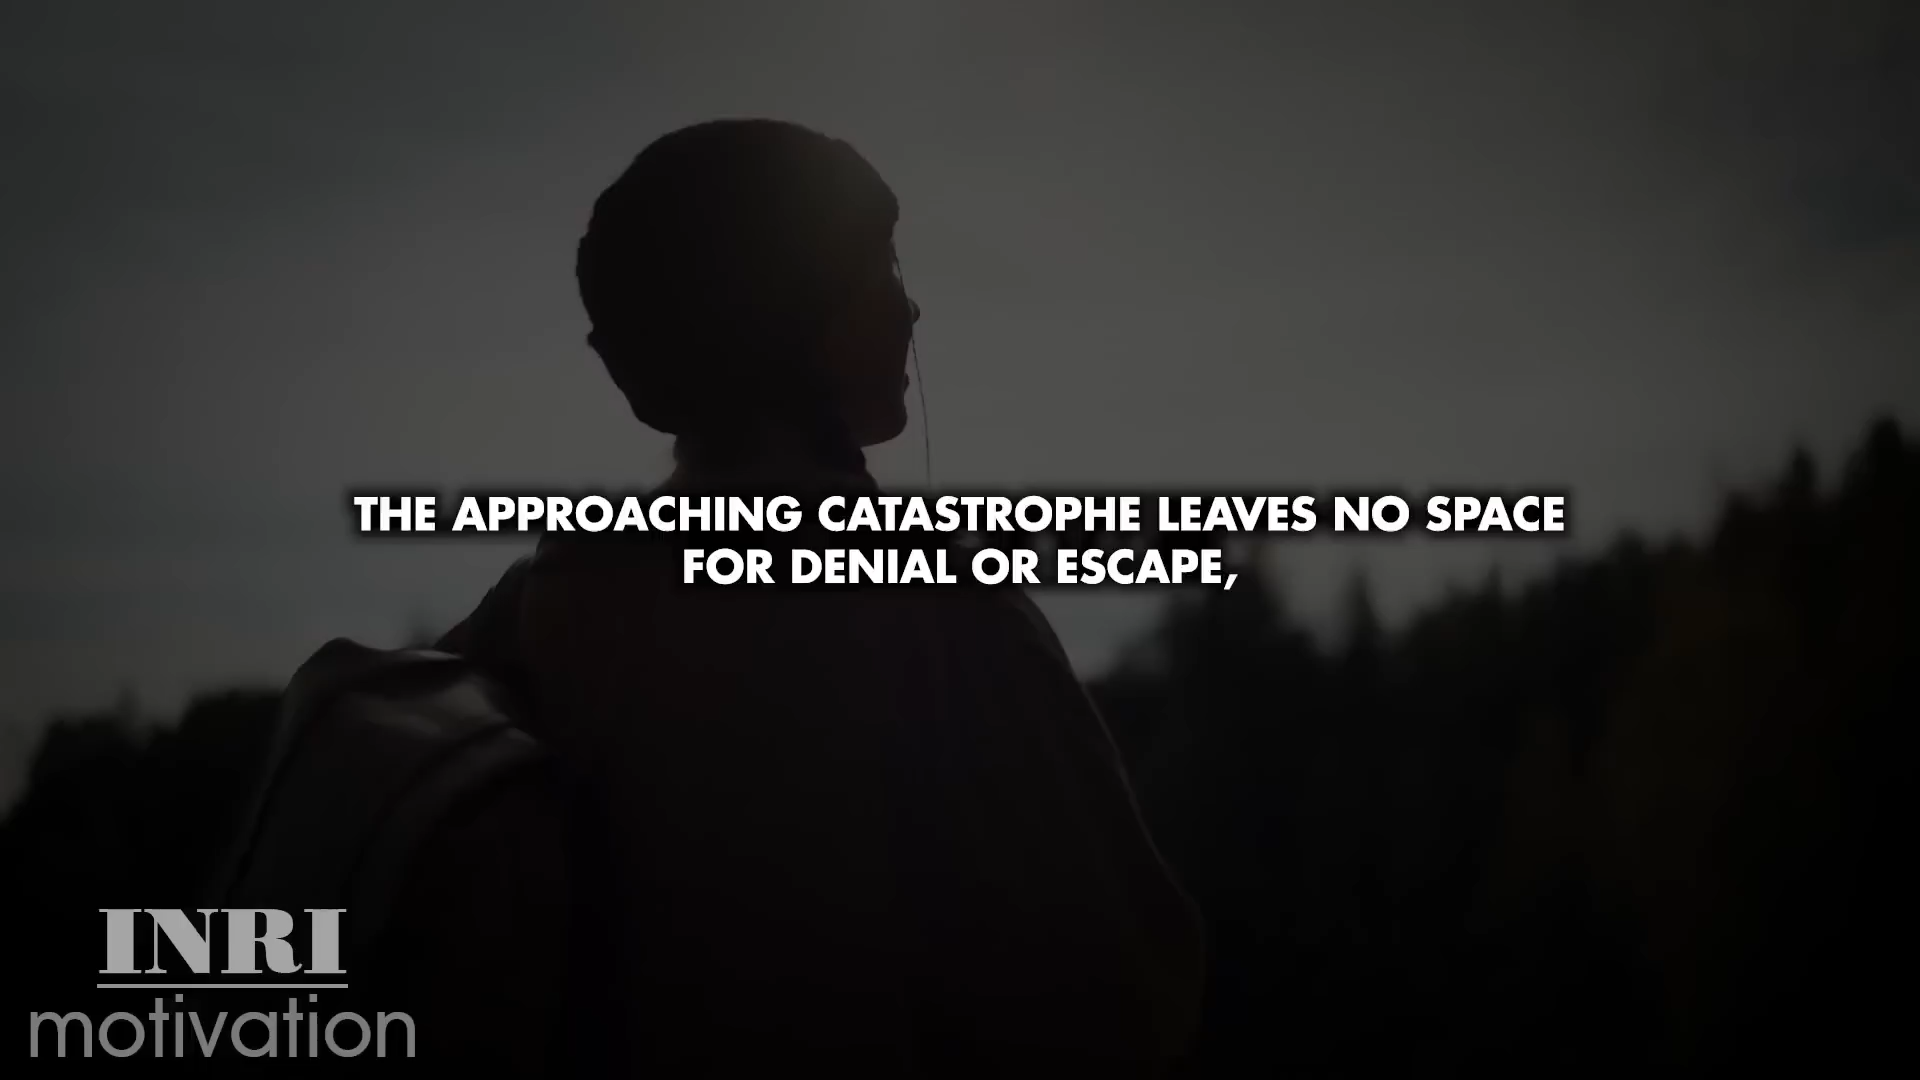 THE APPROACHING CATASTROPHE LEAVES NO SPACE
FOR DENIAL OR ESCAPE,
INRI
motivation